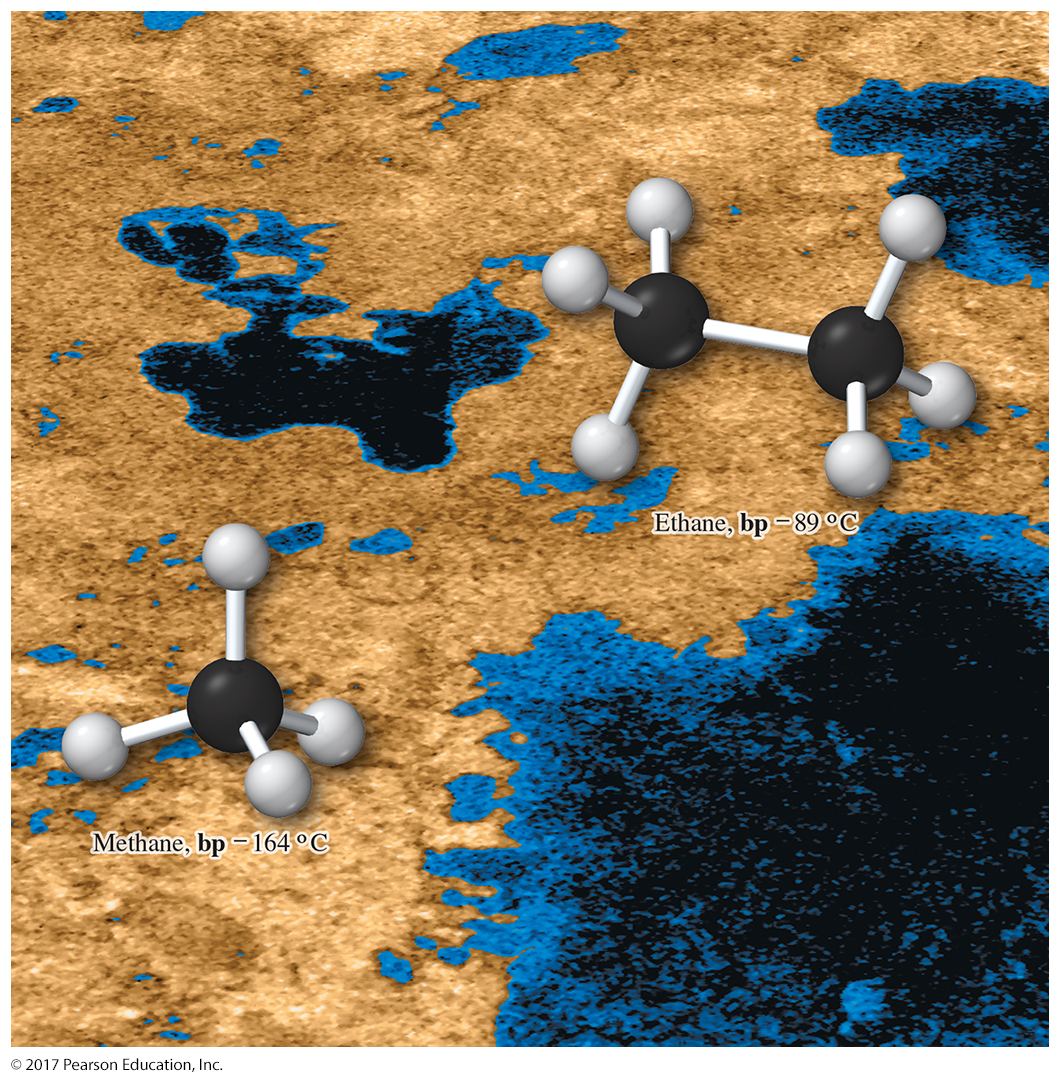 Ethane, bp −89 °C
Methane, bp −164 °C
© 2017 Pearson Education, Inc.